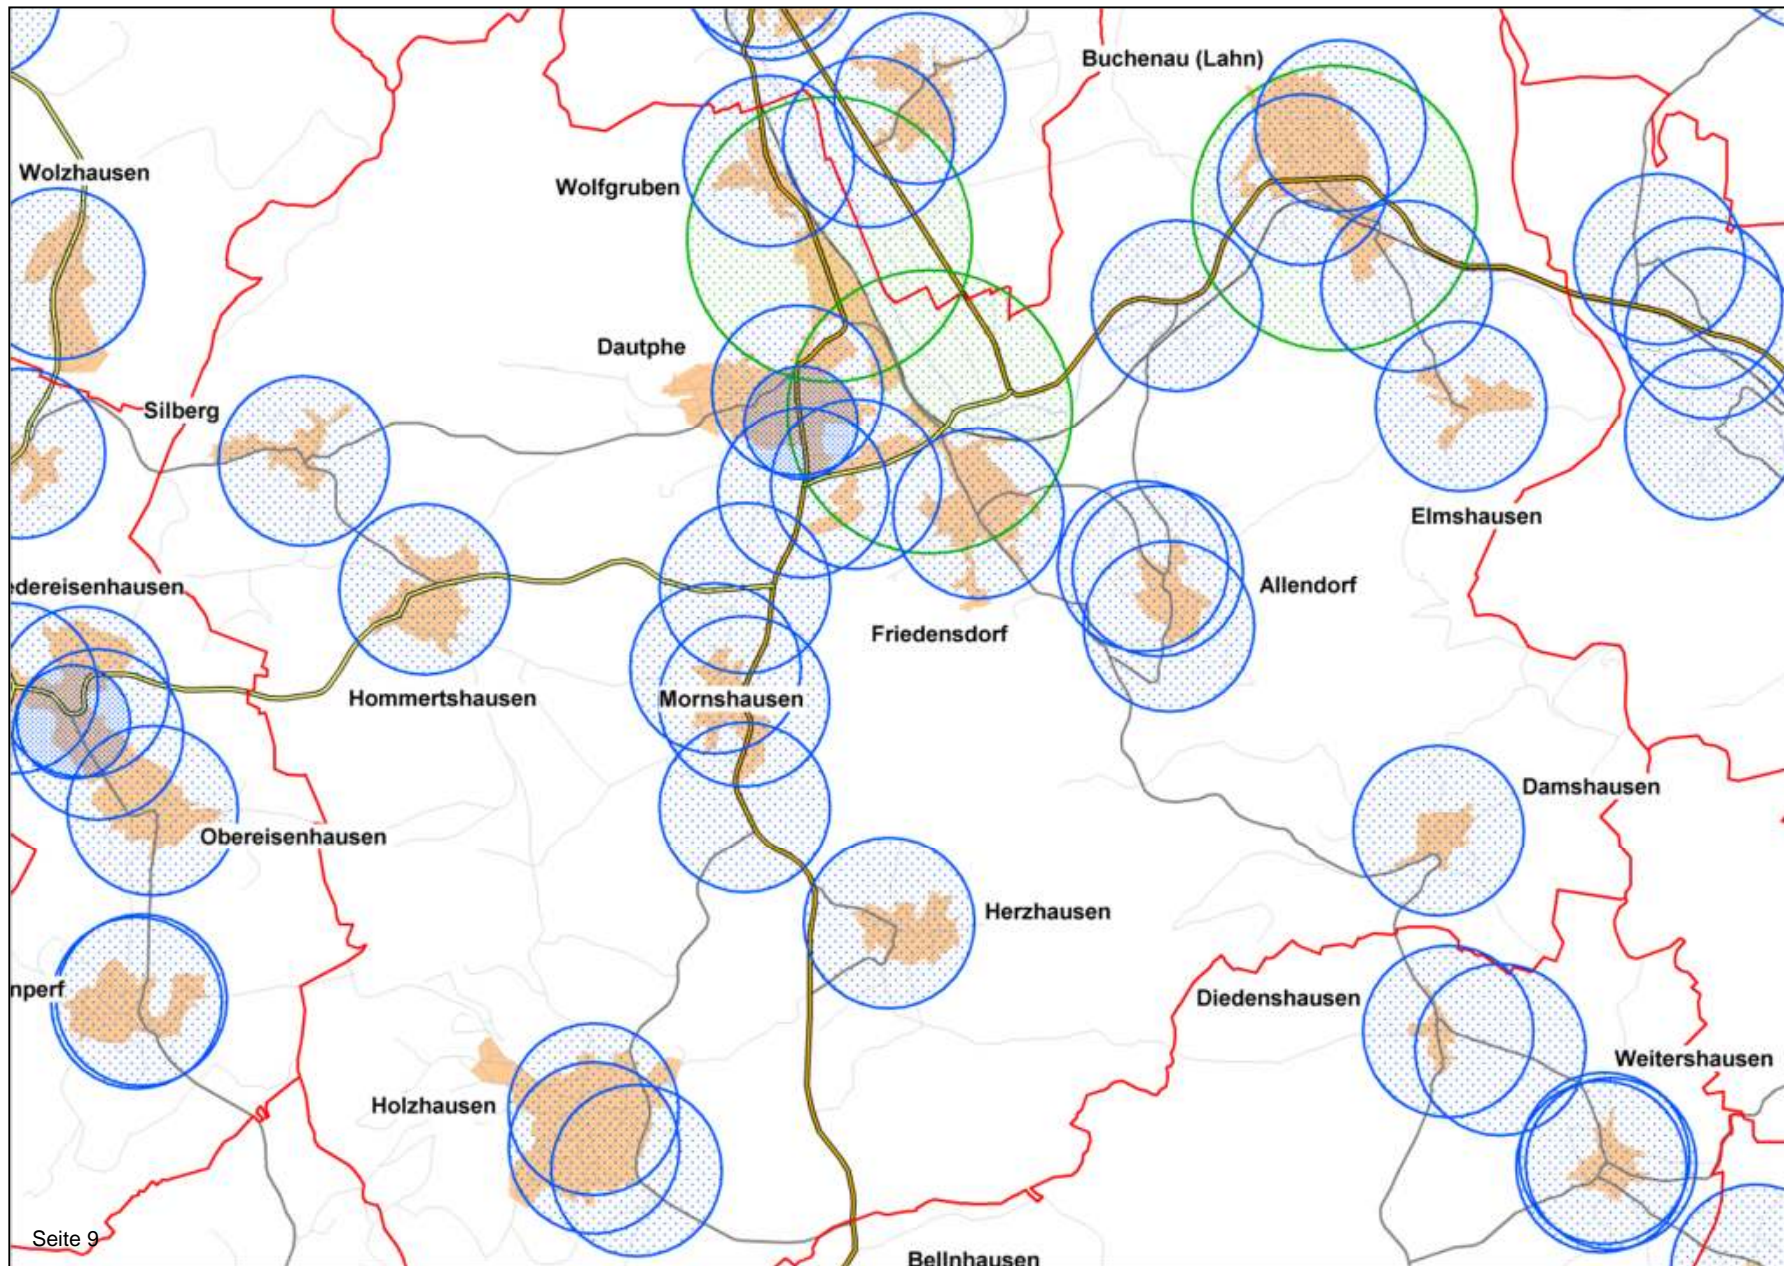 Buchenau (Lahn)
Wolzhausen
Wolfgruben
Dautphe
Silberg
Elmshausen
edereisenhausen
Allendorf
Friedensdorf
Hommertshausen
Mornshausen
Damshausen
Obereisenhausen
Herzhausen
nperf
Diedenshausen
Weitershausen
Holzhausen
Seite 9
Bellnhausen